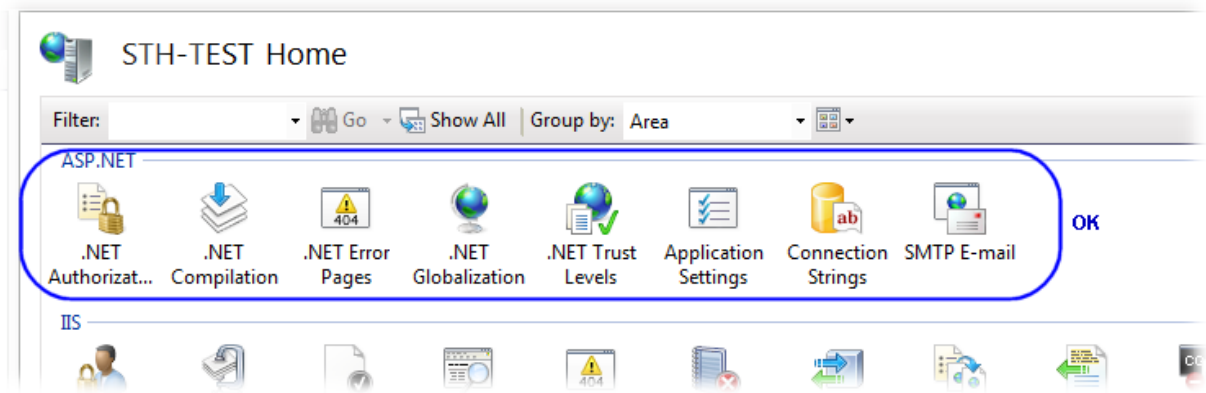 STH-TEST Home
Filter: Go Show All Group by: Area
ASP.NET
404
ab
.NET Authorizat...
.NET Compilation
.NET Error Pages
.NET Globalization
.NET Trust Levels
Application Settings
Connection Strings
SMTP E-mail
OK
IIS
404
CO